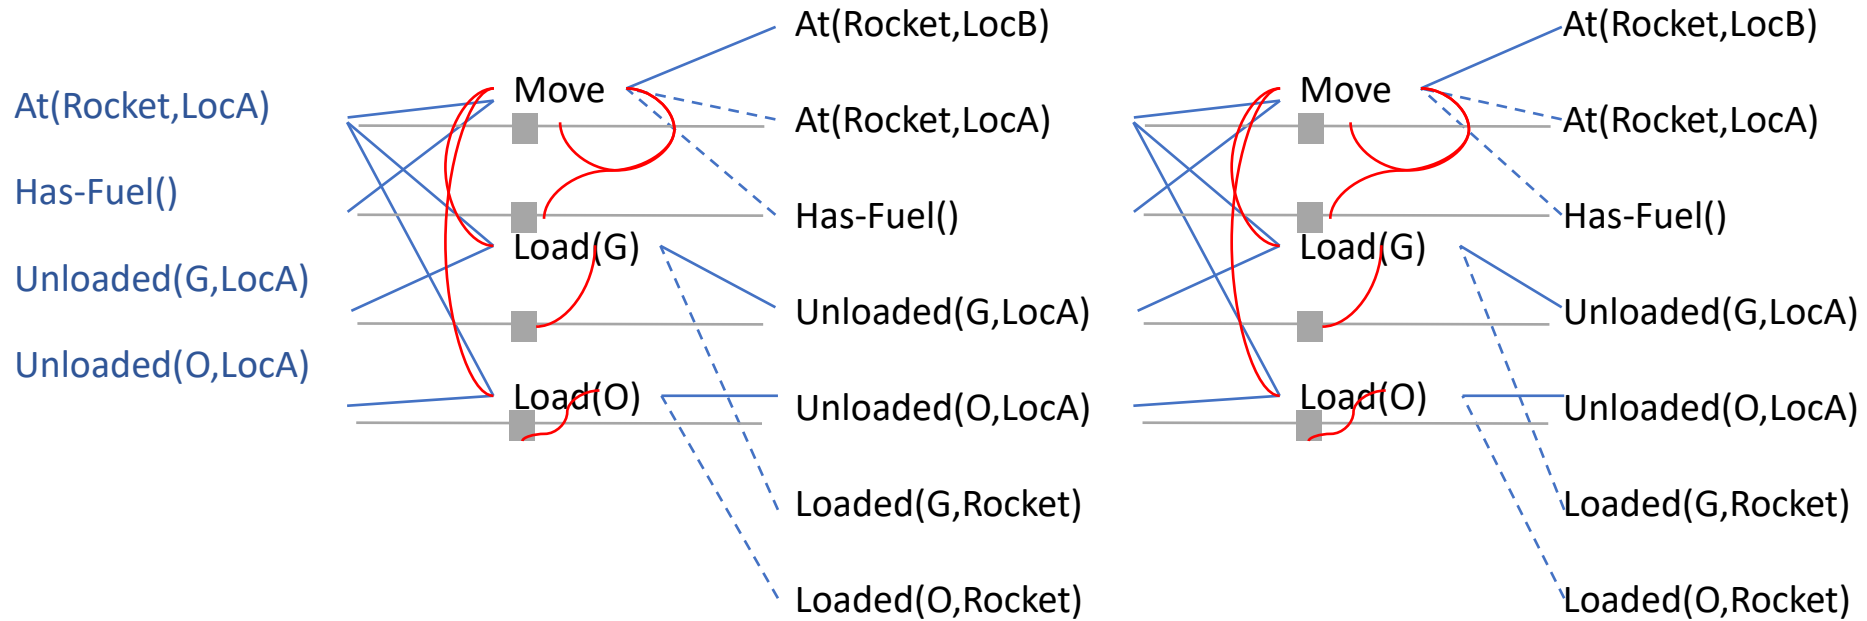 At(Rocket,LocA)
Has-Fuel()
Unloaded(G,LocA)
Unloaded(O,LocA)
Move
Load(G)
Load(O)
At(Rocket,LocB)
At(Rocket,LocA)
Has-Fuel()
Unloaded(G,LocA)
Unloaded(O,LocA)
Loaded(G,Rocket)
Loaded(O,Rocket)
Move
Load(G)
Load(O)
At(Rocket,LocB)
At(Rocket,LocA)
Has-Fuel()
Unloaded(G,LocA)
Unloaded(O,LocA)
Loaded(G,Rocket)
Loaded(O,Rocket)